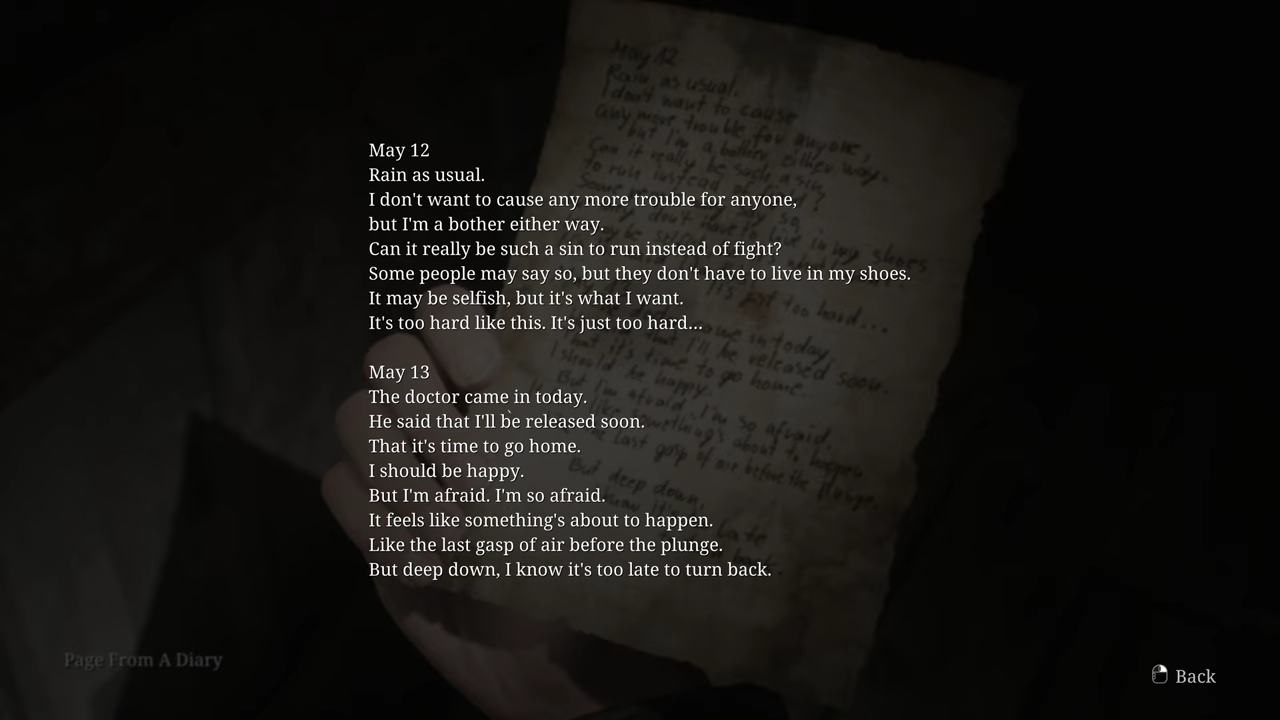 May 12
Rain as usual.
I don't want to cause any more trouble for anyone,
but I'm a bother either way.
Can it really be such a sin to run instead of fight?
Some people may say so, but they don't have to live in my shoes.
It may be selfish, but it's what I want.
It's too hard like this. It's just too hard...

May 13
The doctor came in today.
He said that I'll be released soon.
That it's time to go home.
I should be happy.
But I'm afraid. I'm so afraid.
It feels like something's about to happen.
Like the last gasp of air before the plunge.
But deep down, I know it's too late to turn back.
Page From A Diary
Back